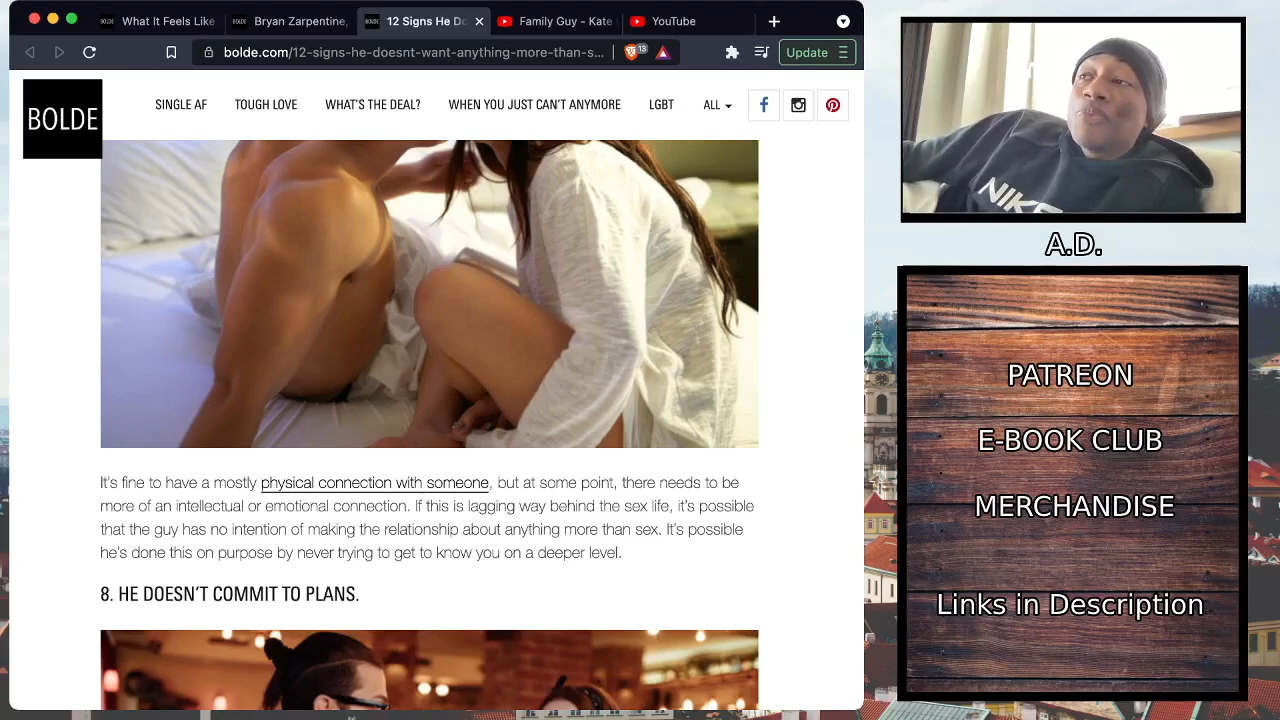 What It Feels Like
Bryan Zarpentine,
12 Signs He Do
Family Guy - Kate
YouTube
bolde.com/12-signs-he-doesnt-want-anything-more-than-s...
13
Update
BOLDE
SINGLE AF
TOUGH LOVE
WHAT'S THE DEAL?
WHEN YOU JUST CAN'T ANYMORE
LGBT
ALL
It's fine to have a mostly physical connection with someone, but at some point, there needs to be
more of an intellectual or emotional connection. If this is lagging way behind the sex life, it's possible
that the guy has no intention of making the relationship about anything more than sex. It's possible
he's done this on purpose by never trying to get to know you on a deeper level.
8. HE DOESN'T COMMIT TO PLANS.
NIKE
A.D.
PATREON
E-BOOK CLUB
MERCHANDISE
Links in Description